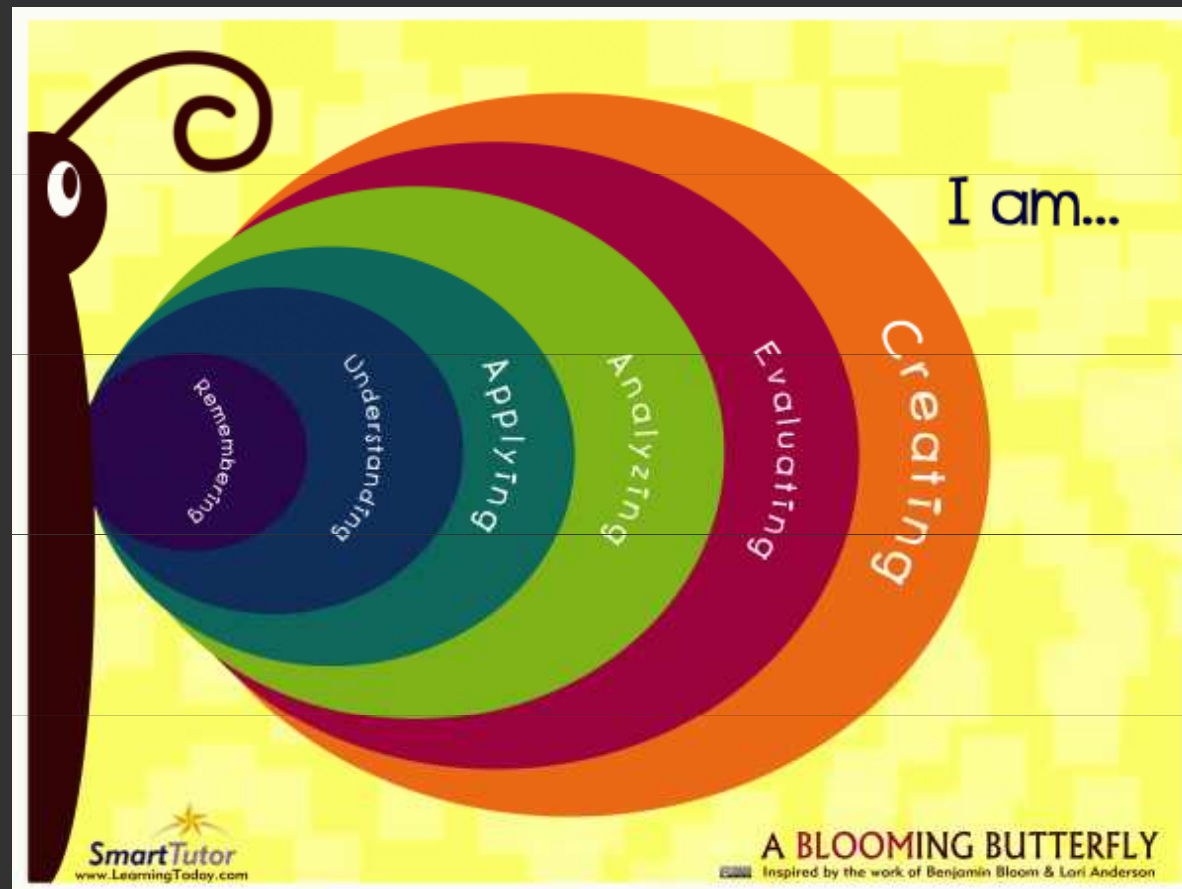 I am...
Remembering
Understanding
Applying
Analyzing
Evaluating
Creating
SmartTutor
www.LearningToday.com
A BLOOMING BUTTERFLY
Inspired by the work of Benjamin Bloom & Lori Anderson